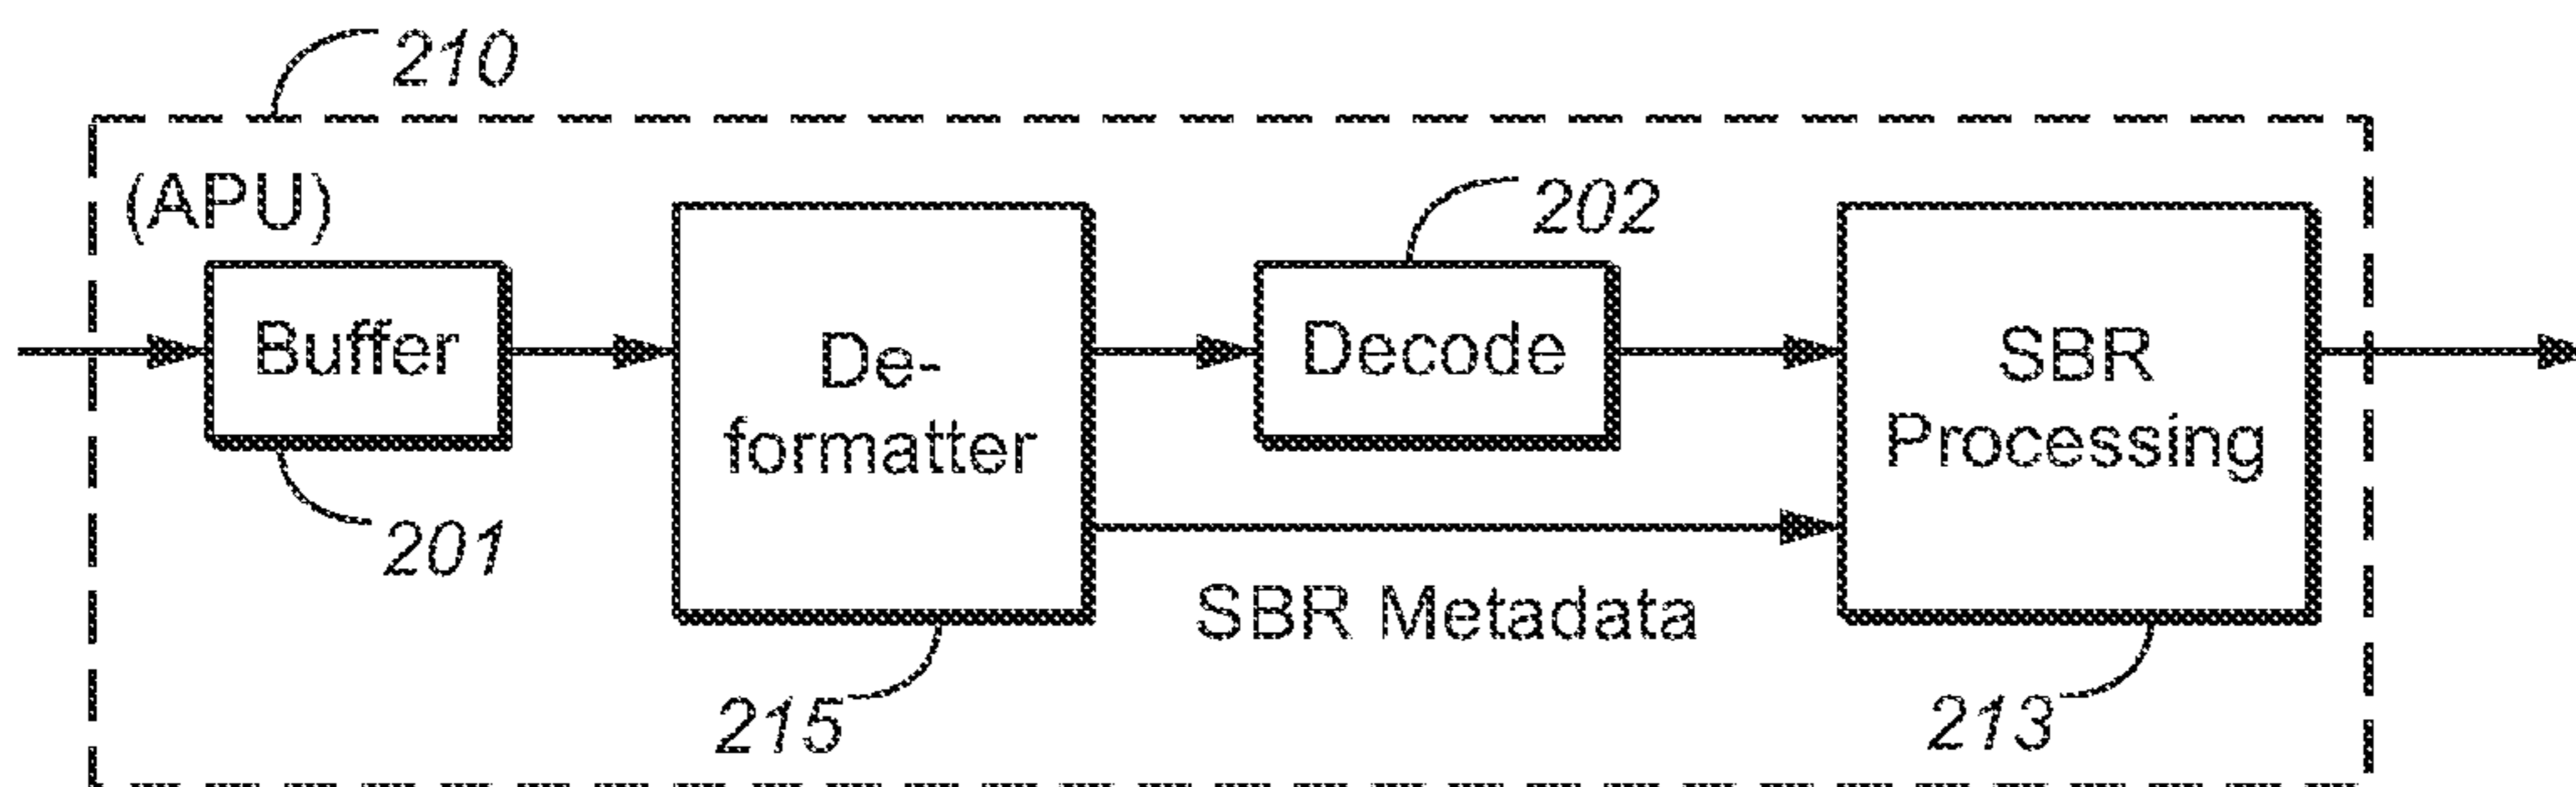 210
(APU)
202
Buffer
De-
formatter
Decode
SBR
Processing
201
SBR Metadata
215
213